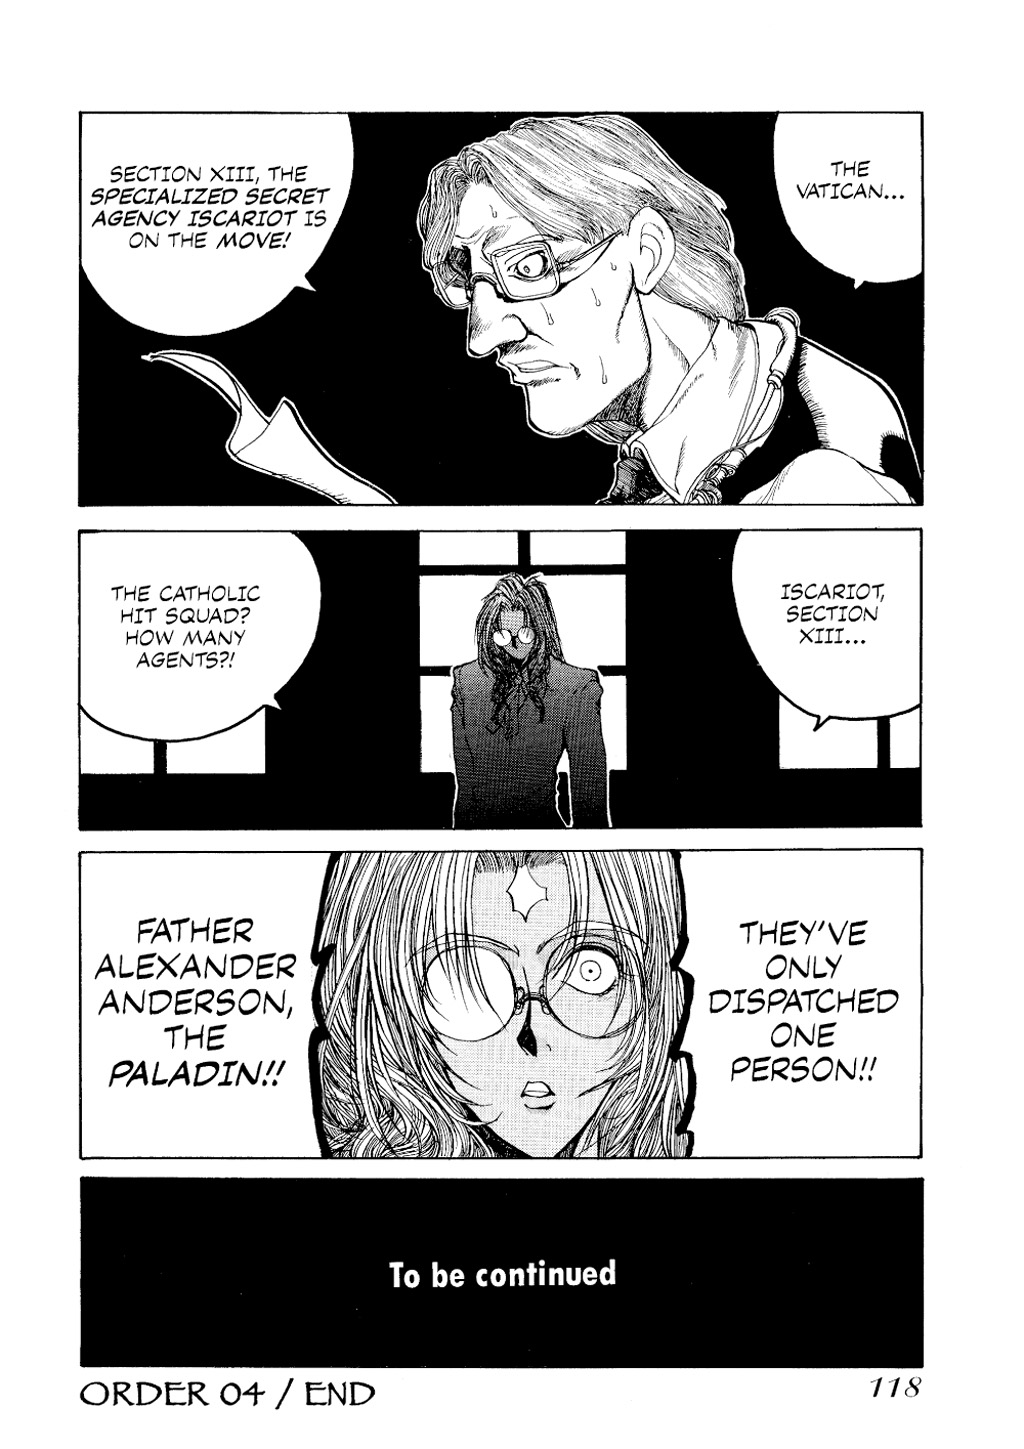 THE
VATICAN...
SECTION XIII, THE
SPECIALIZED SECRET
AGENCY ISCARIOT IS
ON THE MOVE!
ISCARIOT,
SECTION
XIII...
THE CATHOLIC
HIT SQUAD?
HOW MANY
AGENTS?!
THEY'VE
ONLY
DISPATCHED
ONE
PERSON!!
FATHER
ALEXANDER
ANDERSON,
THE
PALADIN!!
To be continued
ORDER 04 / END
118